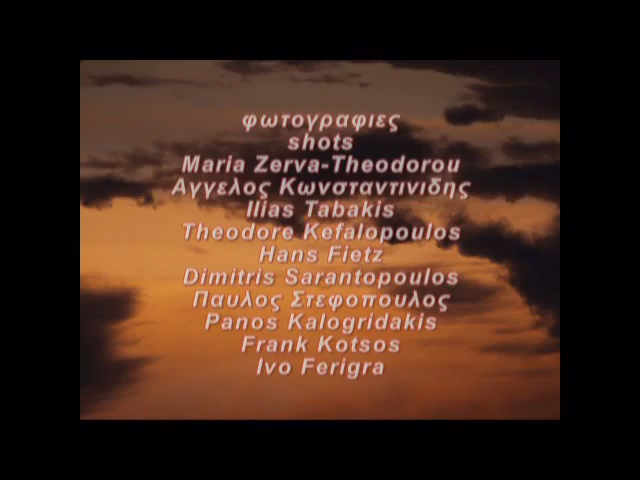 φωτογραφιες
shots
Maria Zerva-Theodorou
Αγγελος Κωνσταντινιδης
Ilias Tabakis
Theodore Kefalopoulos
Hans Fietz
Dimitris Sarantopoulos
Παυλος Στεφοπουλος
Panos Kalogridakis
Frank Kotsos
Ivo Ferigra